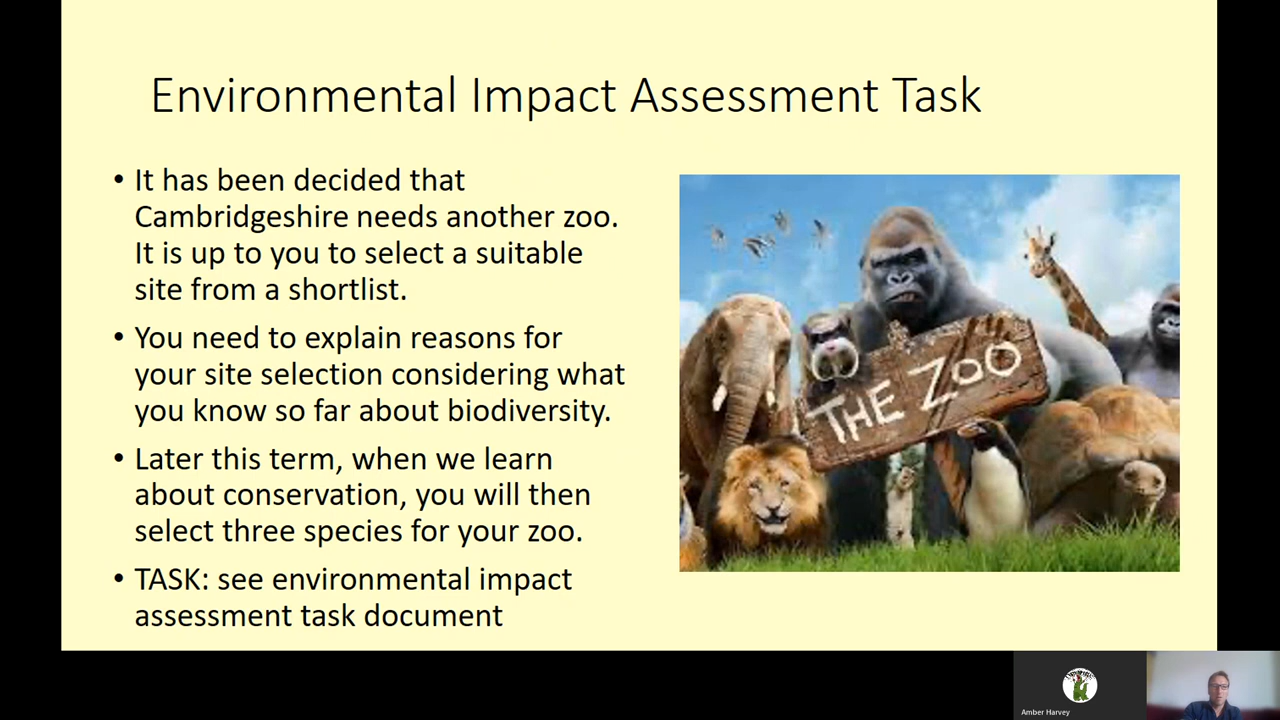 Environmental Impact Assessment Task
• It has been decided that
Cambridgeshire needs another zoo.
It is up to you to select a suitable
site from a shortlist.
• You need to explain reasons for
your site selection considering what
you know so far about biodiversity.
• Later this term, when we learn
about conservation, you will then
select three species for your zoo.
• TASK: see environmental impact
assessment task document
THE ZOO
Amber Harvey